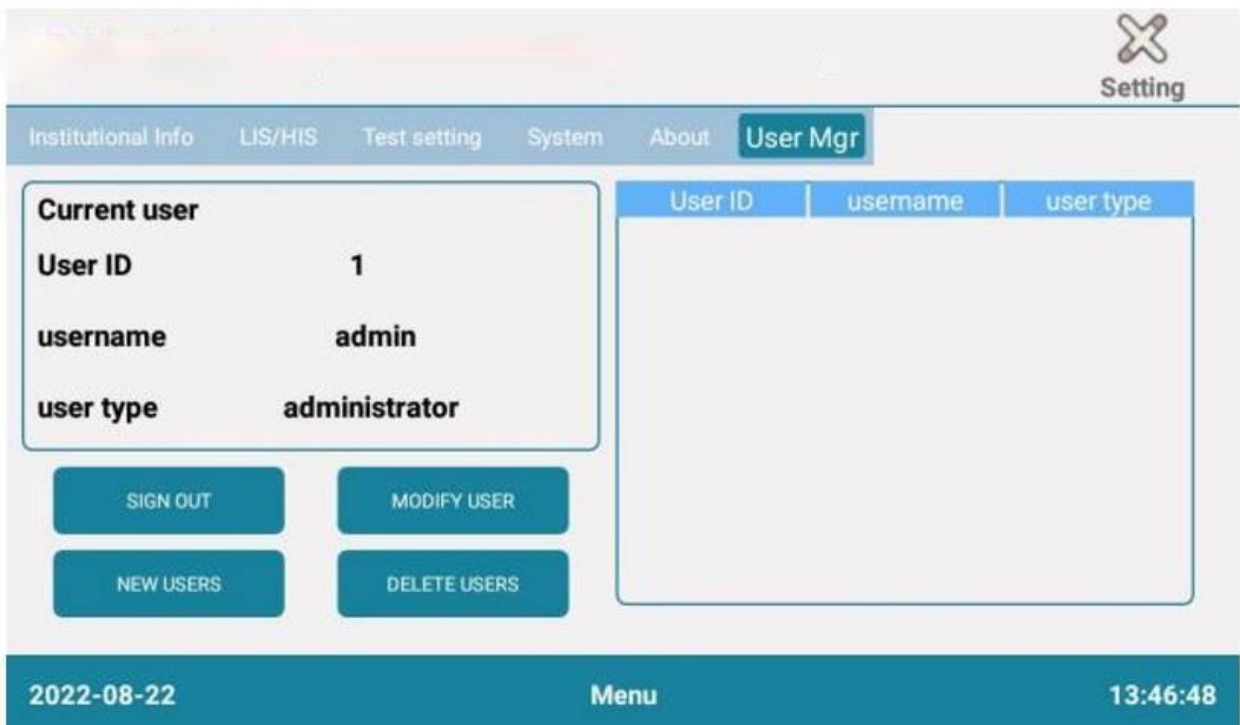 Setting
Institutional Info LIS/HIS Test setting System About User Mgr
Current user
User ID 1
username admin
user type administrator
SIGN OUT MODIFY USER
NEW USERS DELETE USERS
User ID username user type
2022-08-22 Menu 13:46:48